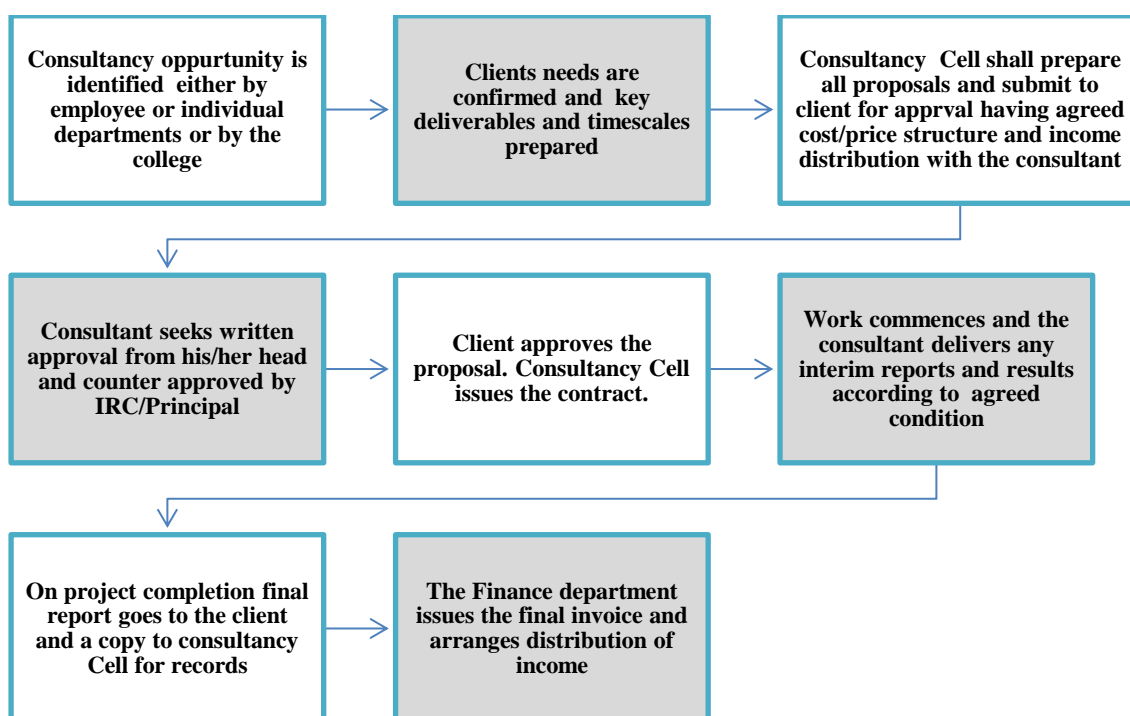 Consultancy oppurtunity is
identified either by
employee or individual
departments or by the
college
Clients needs are
confirmed and key
deliverables and timescales
prepared
Consultancy Cell shall prepare
all proposals and submit to
client for apprval having agreed
cost/price structure and income
distribution with the consultant
Consultant seeks written
approval from his/her head
and counter approved by
IRC/Principal
Client approves the
proposal. Consultancy Cell
issues the contract.
Work commences and the
consultant delivers any
interim reports and results
according to agreed
condition
On project completion final
report goes to the client
and a copy to consultancy
Cell for records
The Finance department
issues the final invoice and
arranges distribution of
income